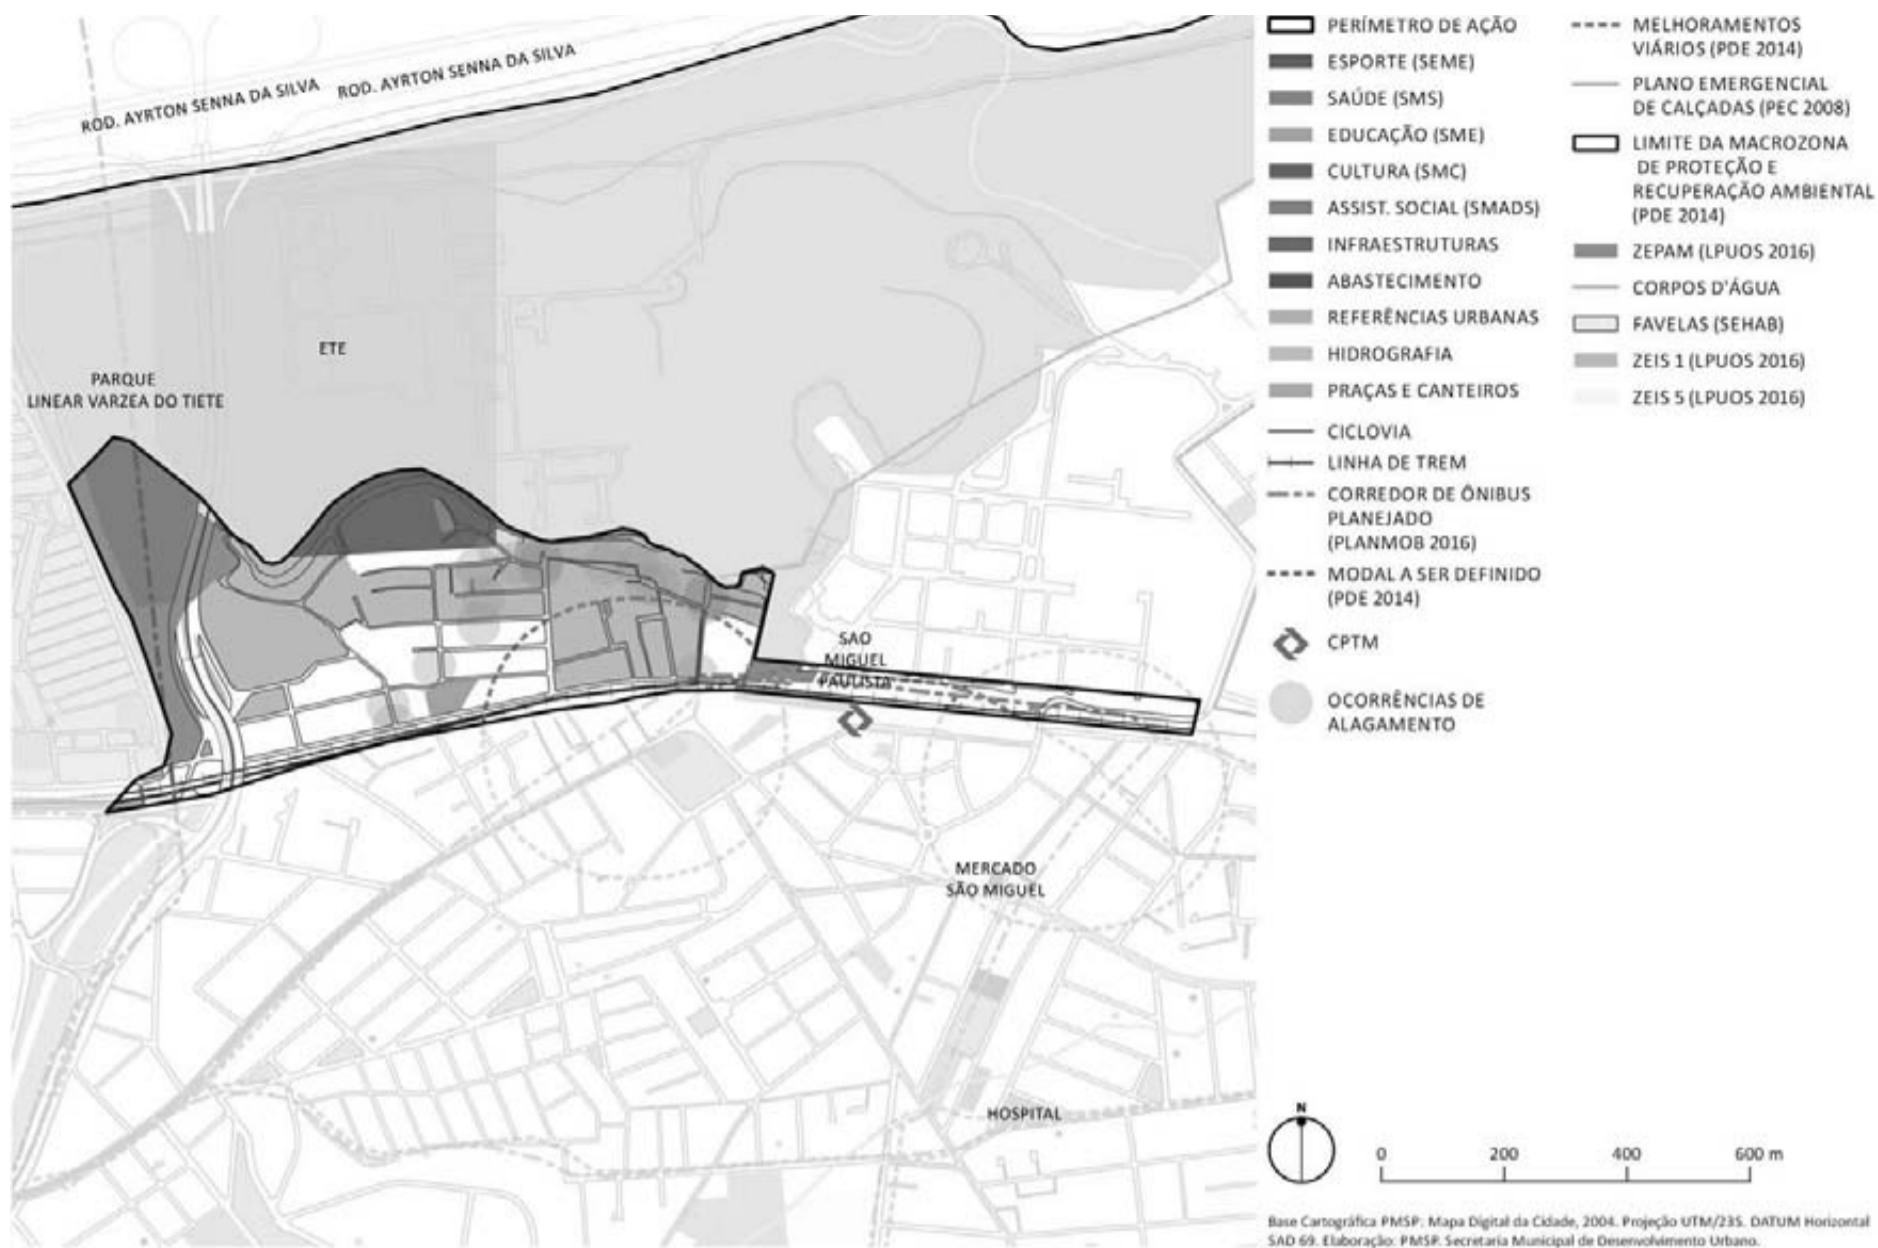 ROD. AYRTON SENNA DA SILVA
ROD. AYRTON SENNA DA SILVA
ETE
PARQUE
LINEAR VARZEA DO TIETE
SAO
MIGUEL
PAULISTA
MERCADO
SÃO MIGUEL
HOSPITAL
PERÍMETRO DE AÇÃO
ESPORTE (SEME)
SAÚDE (SMS)
EDUCAÇÃO (SME)
CULTURA (SMC)
ASSIST. SOCIAL (SMADS)
INFRAESTRUTURAS
ABASTECIMENTO
REFERÊNCIAS URBANAS
HIDROGRAFIA
PRAÇAS E CANTEIROS
CICLOVIA
LINHA DE TREM
CORREDOR DE ÔNIBUS
PLANEJADO
(PLANMOB 2016)
MODAL A SER DEFINIDO
(PDE 2014)
CPTM
OCORRÊNCIAS DE
ALAGAMENTO
MELHORAMENTOS
VIÁRIOS (PDE 2014)
PLANO EMERGENCIAL
DE CALÇADAS (PEC 2008)
LIMITE DA MACROZONA
DE PROTEÇÃO E
RECUPERAÇÃO AMBIENTAL
(PDE 2014)
ZEPAM (LPUOS 2016)
CORPOS D'ÁGUA
FAVELAS (SEHAB)
ZEIS 1 (LPUOS 2016)
ZEIS 5 (LPUOS 2016)
N
0 200 400 600 m
Base Cartográfica PMSP: Mapa Digital da Cidade, 2004. Projeção UTM/23S. DATUM Horizontal
SAD 69. Elaboração: PMSP. Secretaria Municipal de Desenvolvimento Urbano.